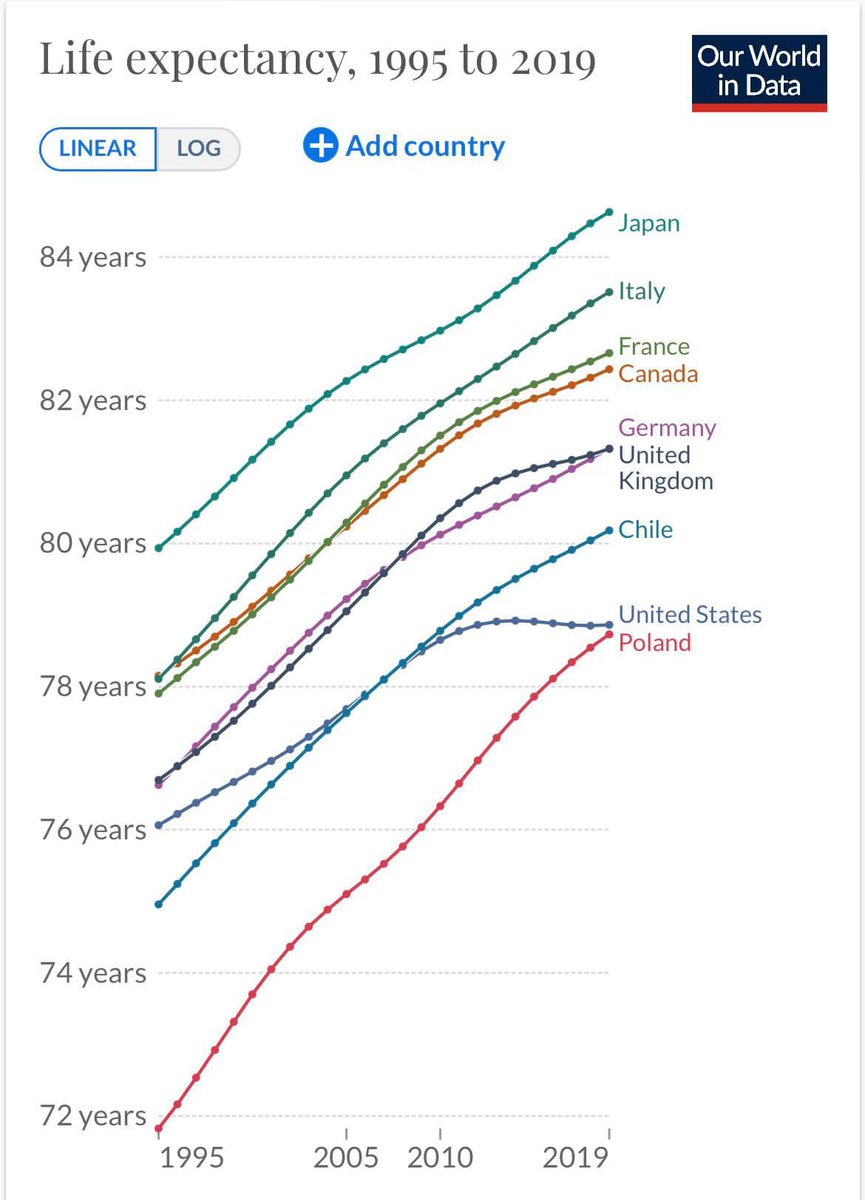 Life expectancy, 1995 to 2019
Our World
in Data
LINEAR
LOG
Add country
84 years
82 years
80 years
78 years
76 years
74 years
72 years
Japan
Italy
France
Canada
Germany
United
Kingdom
Chile
United States
Poland
1995
2005
2010
2019